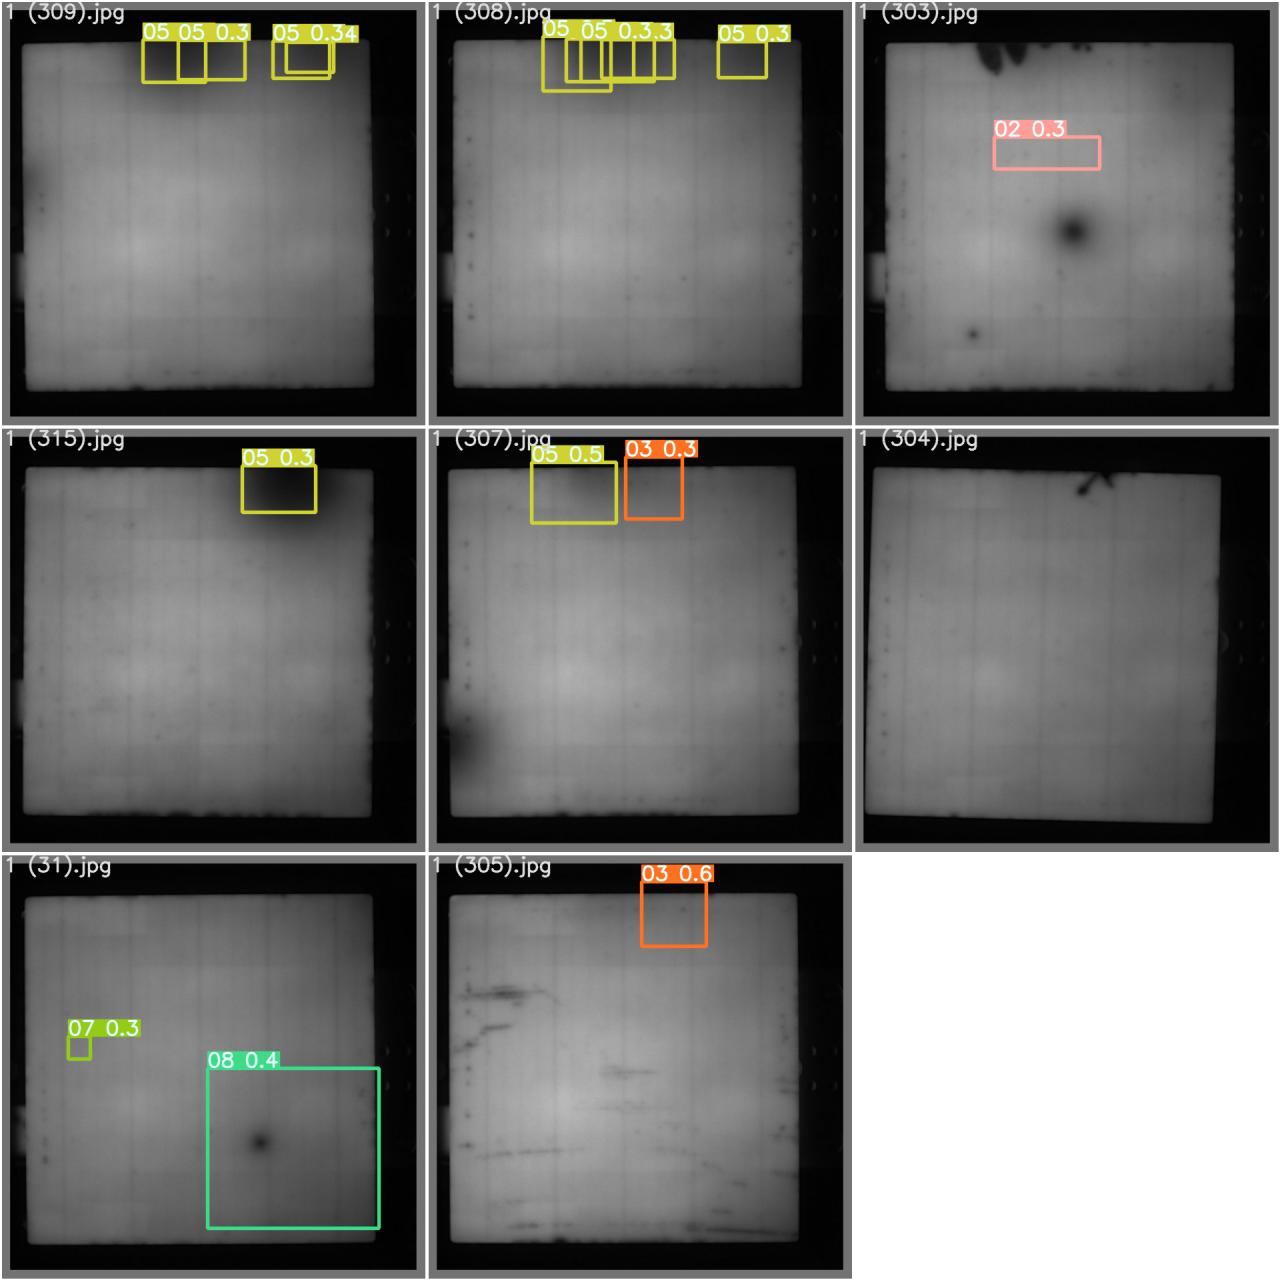 1 (309).jpg
05 05 0.3 05 0.34
1 (308).jpg
05 05 0.3.3 05 0.3
1 (303).jpg
02 0.3
1 (315).jpg
05 0.3
1 (307).jpg
05 0.5
03 0.3
1 (304).jpg
1 (31).jpg
07 0.3
08 0.4
1 (305).jpg
03 0.6